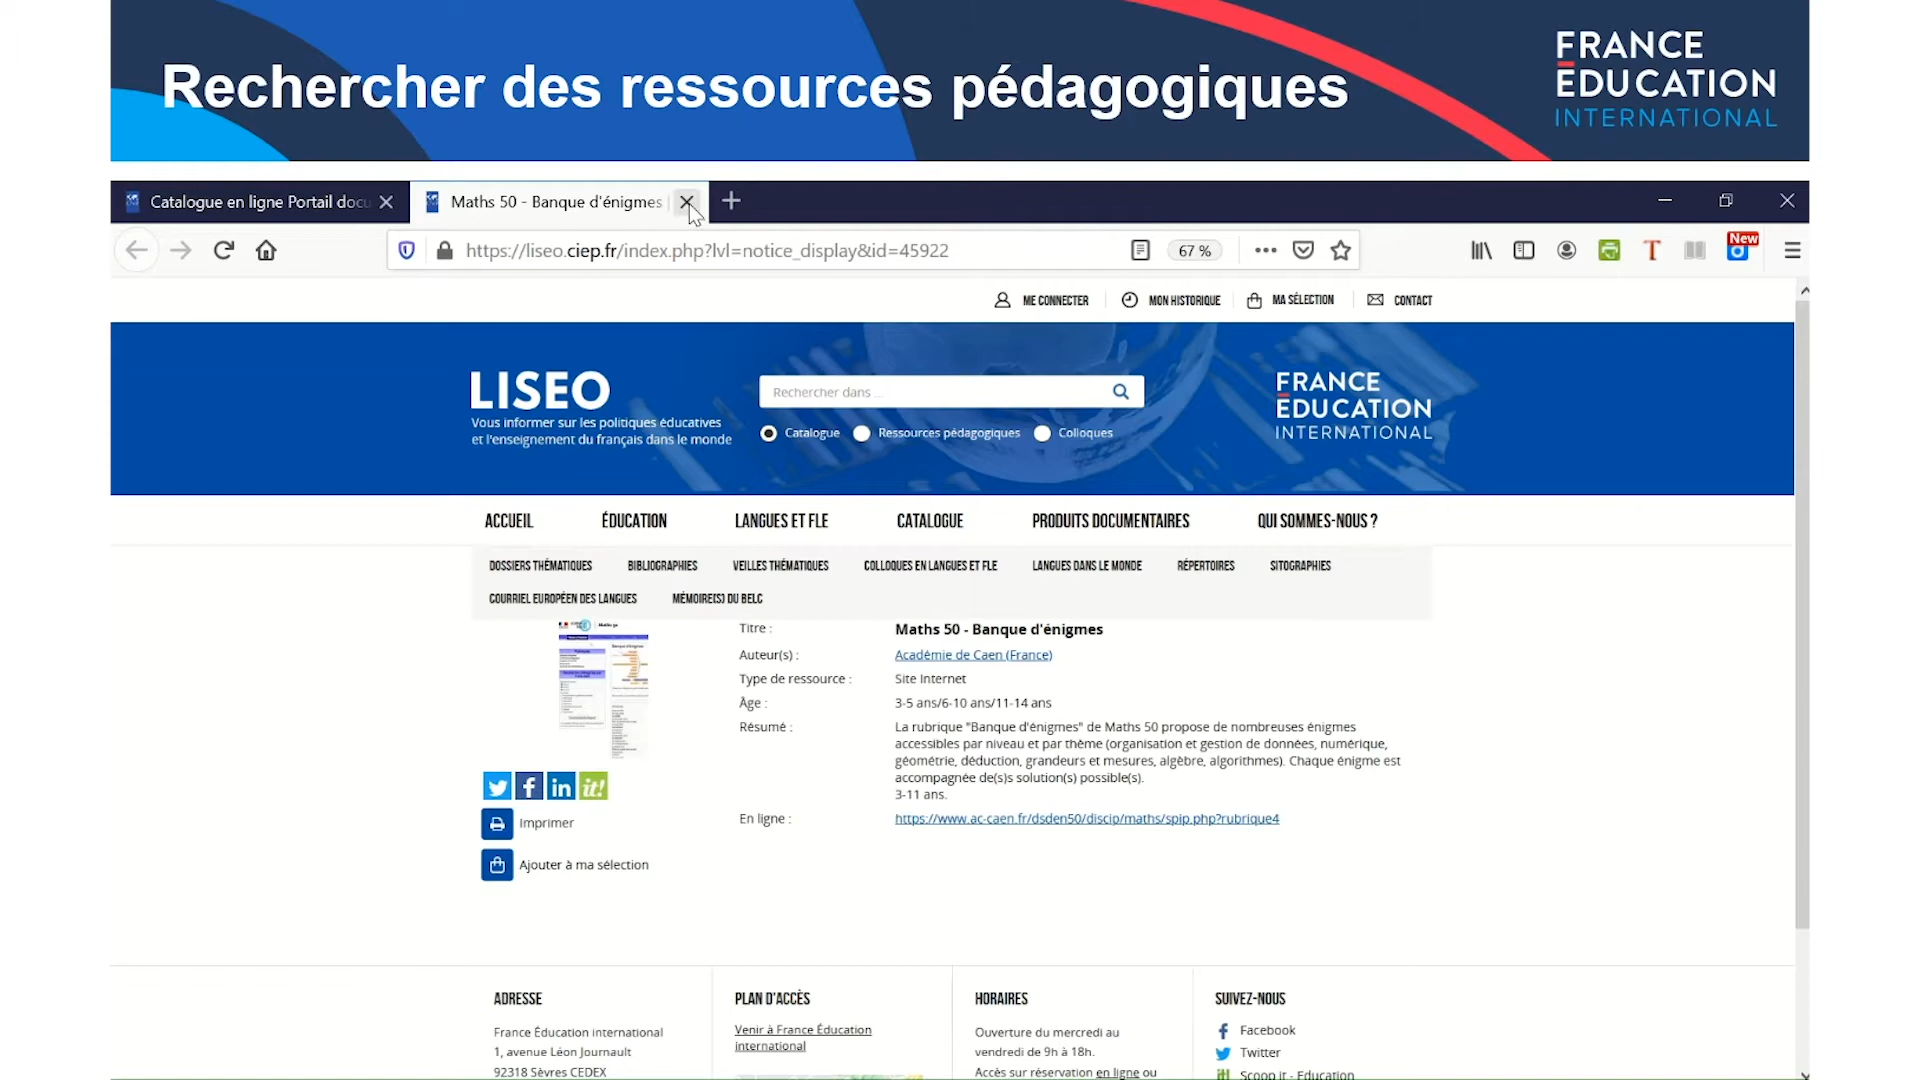 Rechercher des ressources pédagogiques
FRANCE
EDUCATION
INTERNATIONAL
Catalogue en ligne Portail docu
Maths 50 - Banque d'énigmes
https://liseo.ciep.fr/index.php?lvl=notice_display&id=45922
67 %
New
ME CONNECTER
MON HISTORIQUE
MA SÉLECTION
CONTACT
LISEO
Vous informer sur les politiques éducatives
et l'enseignement du français dans le monde
Rechercher dans ...
Catalogue
Ressources pédagogiques
Colloques
FRANCE
EDUCATION
INTERNATIONAL
ACCUEIL
ÉDUCATION
LANGUES ET FLE
CATALOGUE
PRODUITS DOCUMENTAIRES
QUI SOMMES-NOUS ?
DOSSIERS THÉMATIQUES
BIBLIOGRAPHIES
VEILLES THÉMATIQUES
COLLOQUES EN LANGUES ET FLE
LANGUES DANS LE MONDE
RÉPERTOIRES
SITOGRAPHIES
COURRIEL EUROPÉEN DES LANGUES
MÉMOIRE(S) DU BELC
Titre :
Maths 50 - Banque d'énigmes
Auteur(s) :
Académie de Caen (France)
Type de ressource :
Site Internet
Âge :
3-5 ans/6-10 ans/11-14 ans
Résumé :
La rubrique "Banque d'énigmes" de Maths 50 propose de nombreuses énigmes
accessibles par niveau et par thème (organisation et gestion de données, numérique,
géométrie, déduction, grandeurs et mesures, algèbre, algorithmes). Chaque énigme est
accompagnée de(s)s solution(s) possible(s).
3-11 ans.
En ligne :
https://www.ac-caen.fr/dsden50/discip/maths/spip.php?rubrique4
it!
Imprimer
Ajouter à ma sélection
ADRESSE
France Éducation international
1, avenue Léon Journault
92318 Sèvres CEDEX
PLAN D'ACCÈS
Venir à France Éducation
international
HORAIRES
Ouverture du mercredi au
vendredi de 9h à 18h.
Accès sur réservation en ligne ou
SUIVEZ-NOUS
Facebook
Twitter
Scoop it - Education